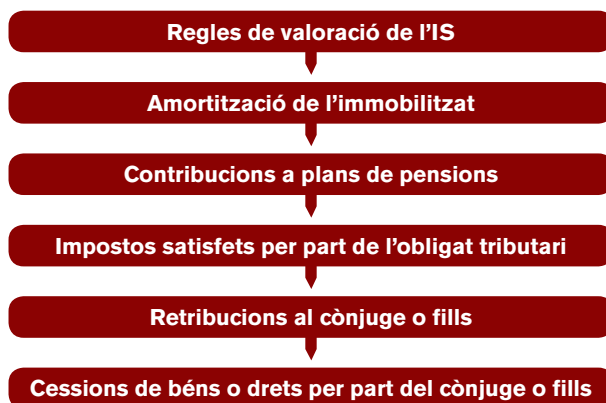 Regles de valoració de l’IS
Amortització de l’immobilitzat
Contribucions a plans de pensions
Impostos satisfets per part de l’obligat tributari
Retribucions al cònjuge o fills
Cessions de béns o drets per part del cònjuge o fills